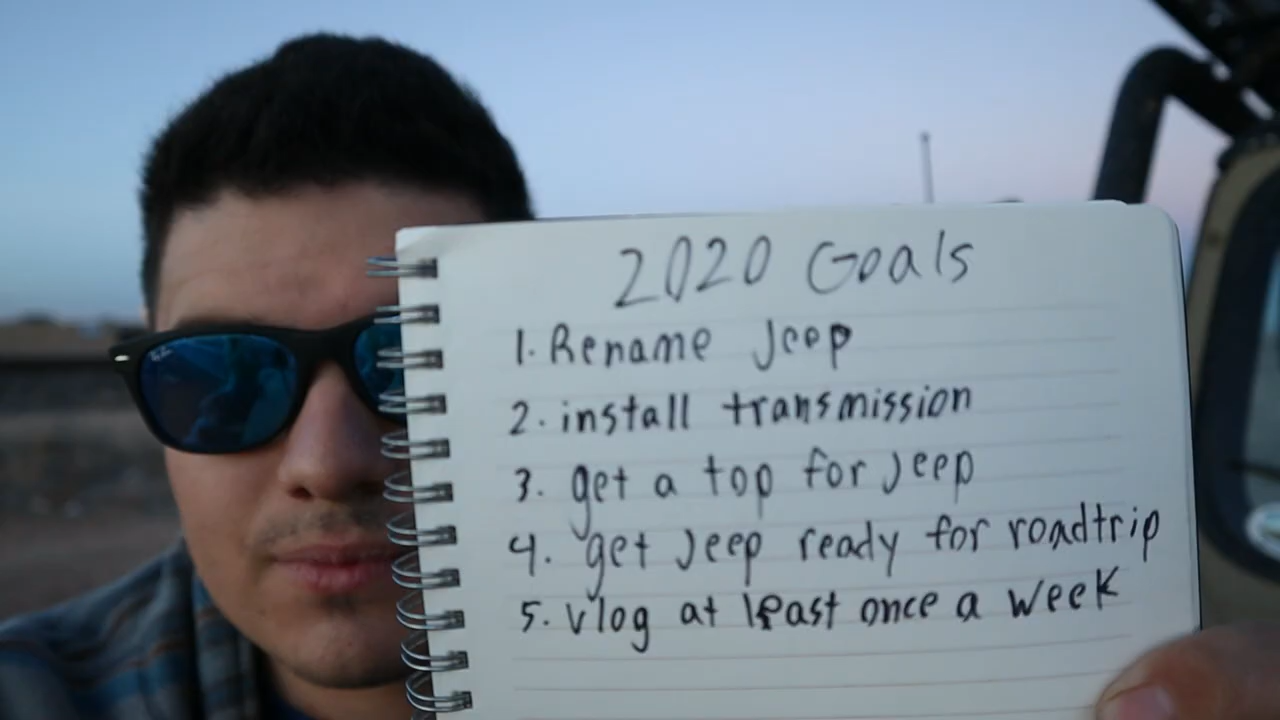 2020 Goals
1. Rename Jeep
2. install transmission
3. get a top for Jeep
4. get Jeep ready for roadtrip
5. Vlog at least once a week